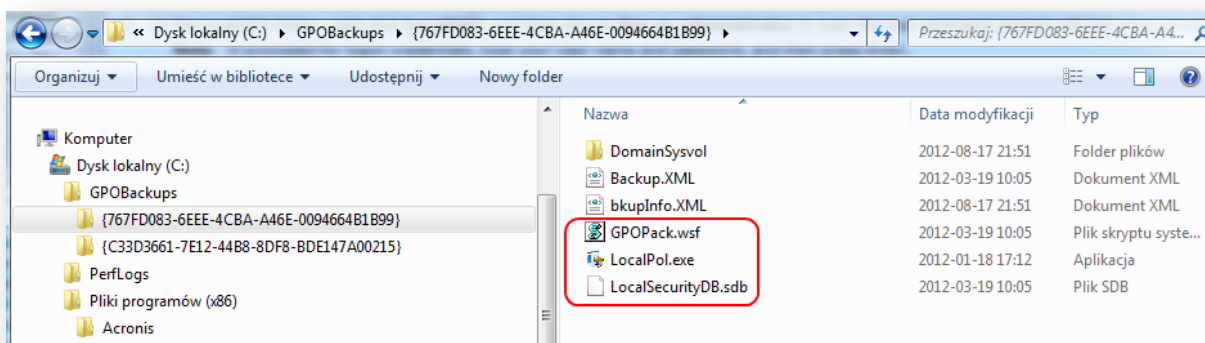 « Dysk lokalny (C:) ▸ GPOBackups ▸ {767FD083-6EEE-4CBA-A46E-0094664B1B99} ▸
Przeszukaj: {767FD083-6EEE-4CBA-A4...
Organizuj ▾ Umieść w bibliotece ▾ Udostępnij ▾ Nowy folder
Komputer
Dysk lokalny (C:)
GPOBackups
{767FD083-6EEE-4CBA-A46E-0094664B1B99}
{C33D3661-7E12-44B8-8DF8-BDE147A00215}
PerfLogs
Pliki programów (x86)
Acronis
Nazwa Data modyfikacji Typ
DomainSysvol 2012-08-17 21:51 Folder plików
Backup.XML 2012-03-19 10:05 Dokument XML
bkupInfo.XML 2012-08-17 21:51 Dokument XML
GPOPack.wsf 2012-03-19 10:05 Plik skryptu syste...
LocalPol.exe 2012-01-18 17:12 Aplikacja
LocalSecurityDB.sdb 2012-03-19 10:05 Plik SDB